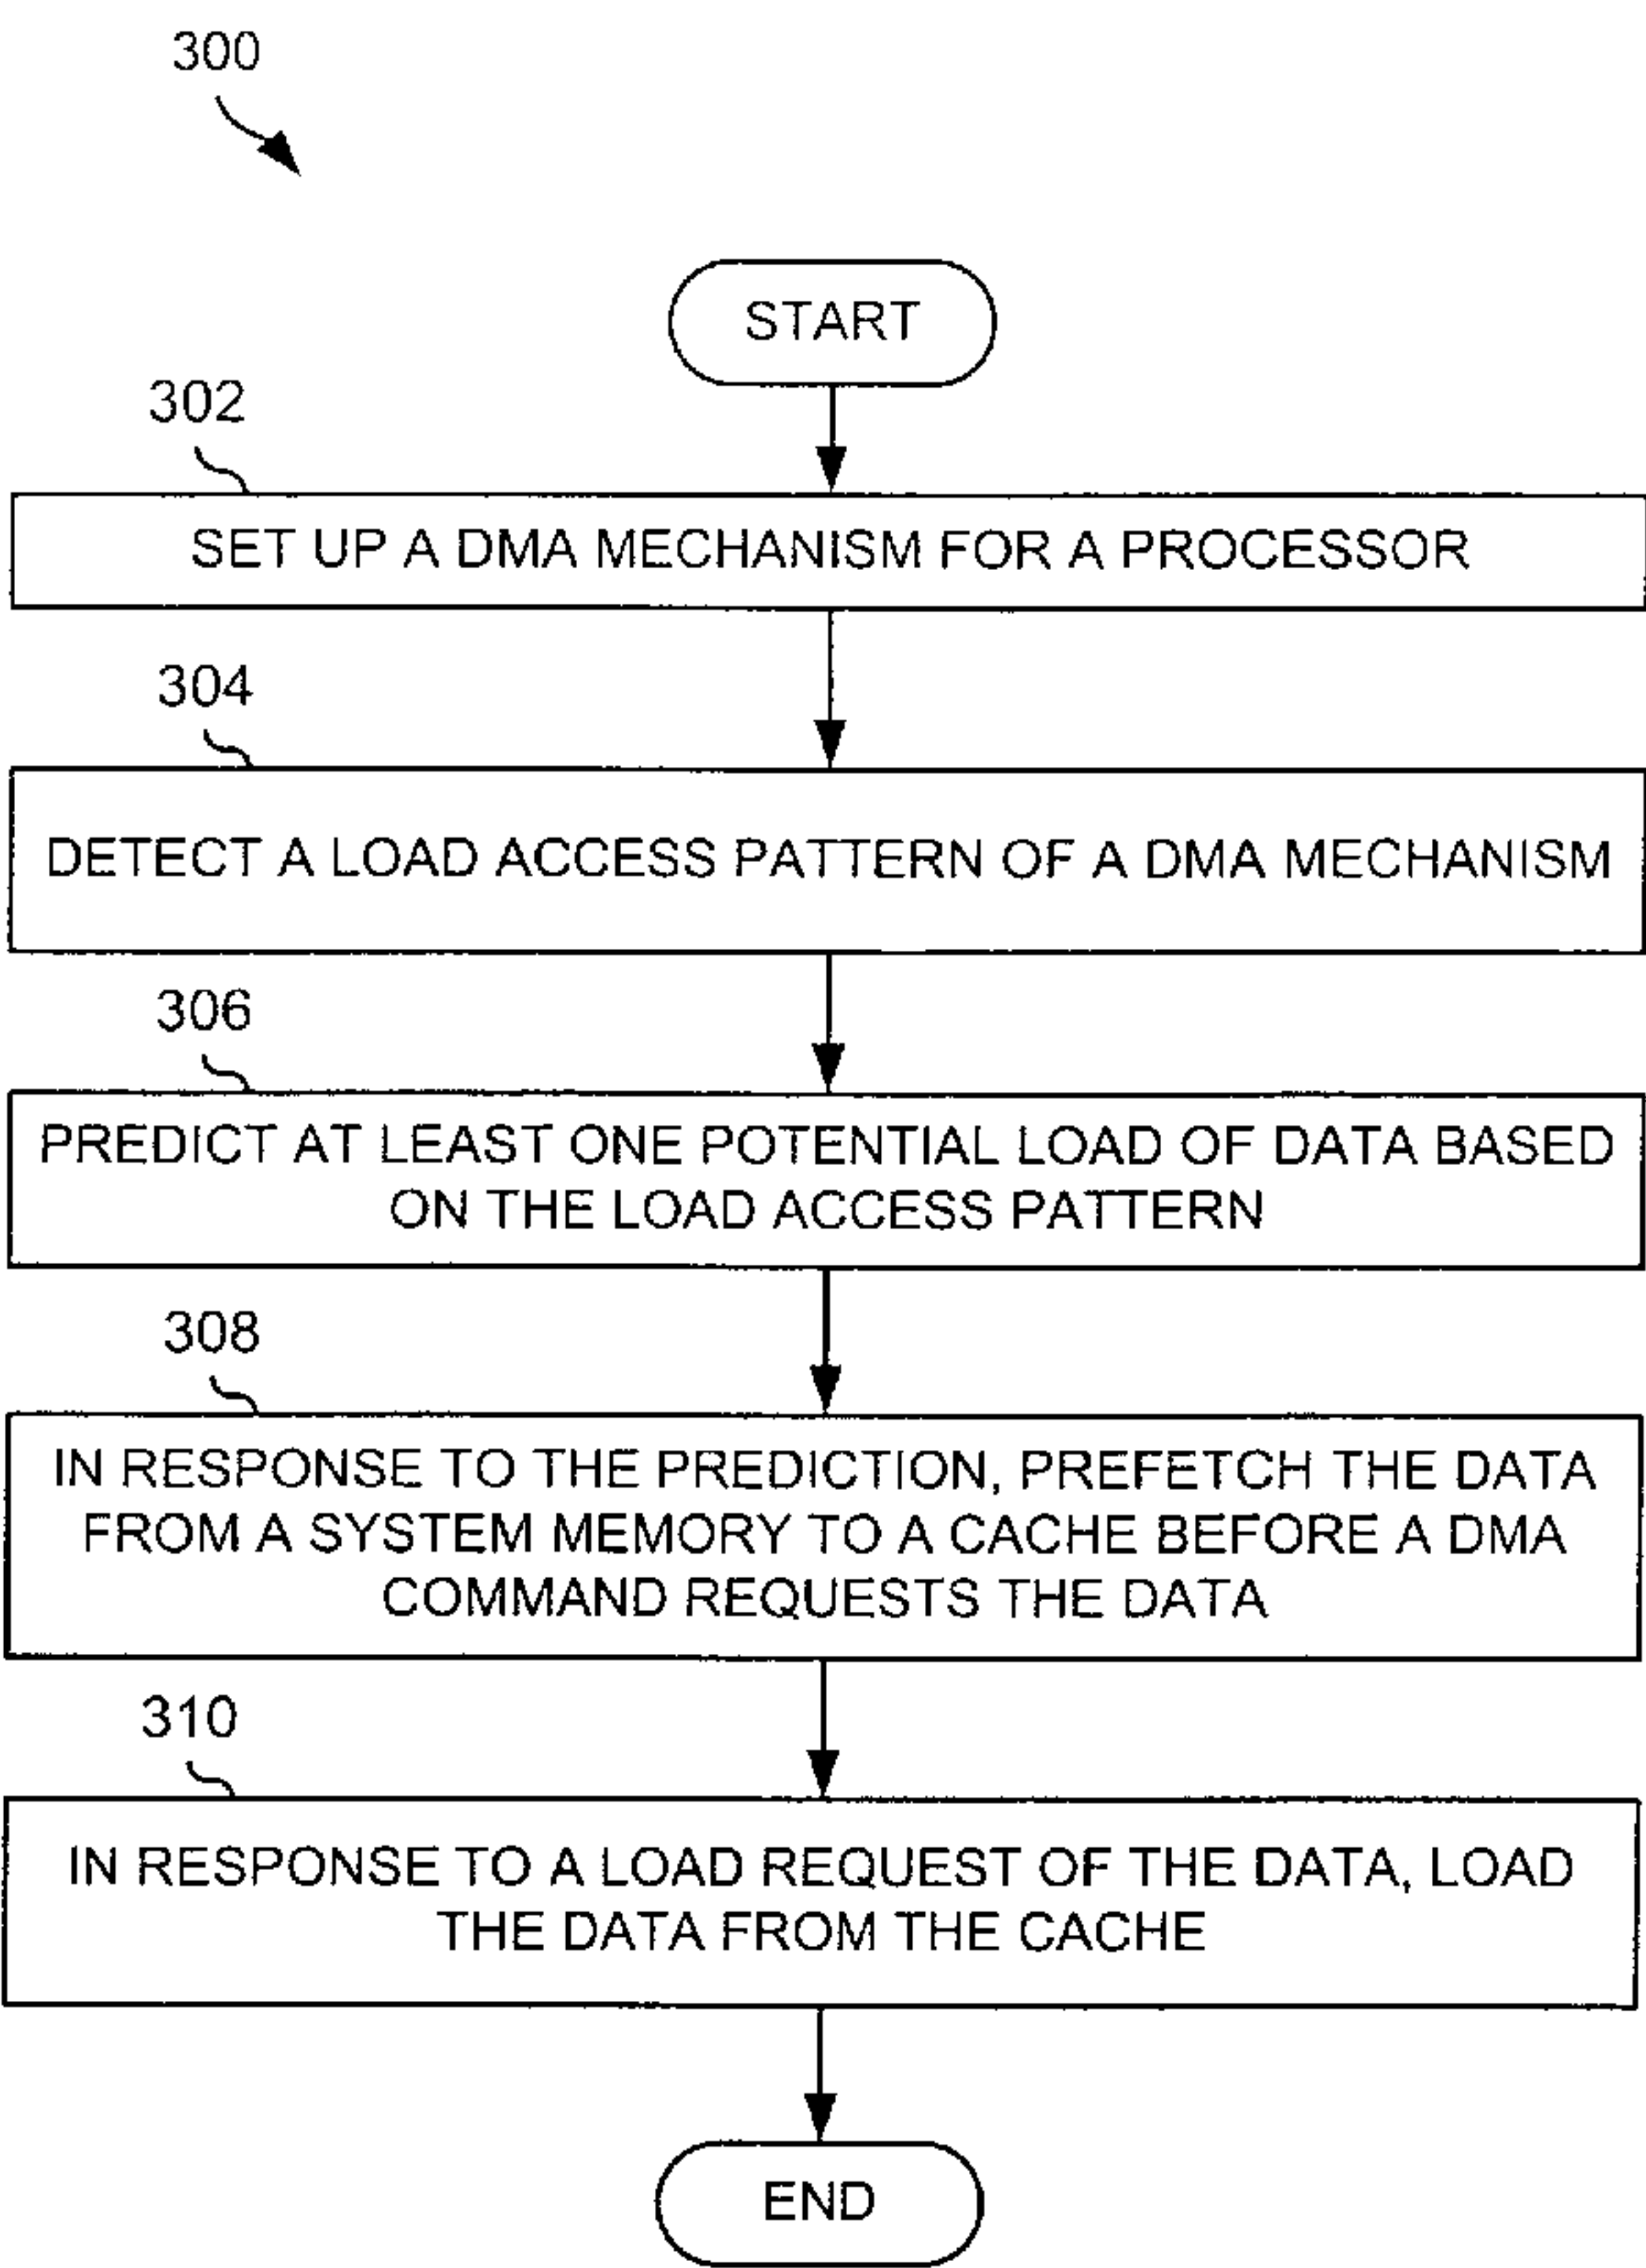 300
START
302
SET UP A DMA MECHANISM FOR A PROCESSOR
304
DETECT A LOAD ACCESS PATTERN OF A DMA MECHANISM
306
PREDICT AT LEAST ONE POTENTIAL LOAD OF DATA BASED
ON THE LOAD ACCESS PATTERN
308
IN RESPONSE TO THE PREDICTION, PREFETCH THE DATA
FROM A SYSTEM MEMORY TO A CACHE BEFORE A DMA
COMMAND REQUESTS THE DATA
310
IN RESPONSE TO A LOAD REQUEST OF THE DATA, LOAD
THE DATA FROM THE CACHE
END